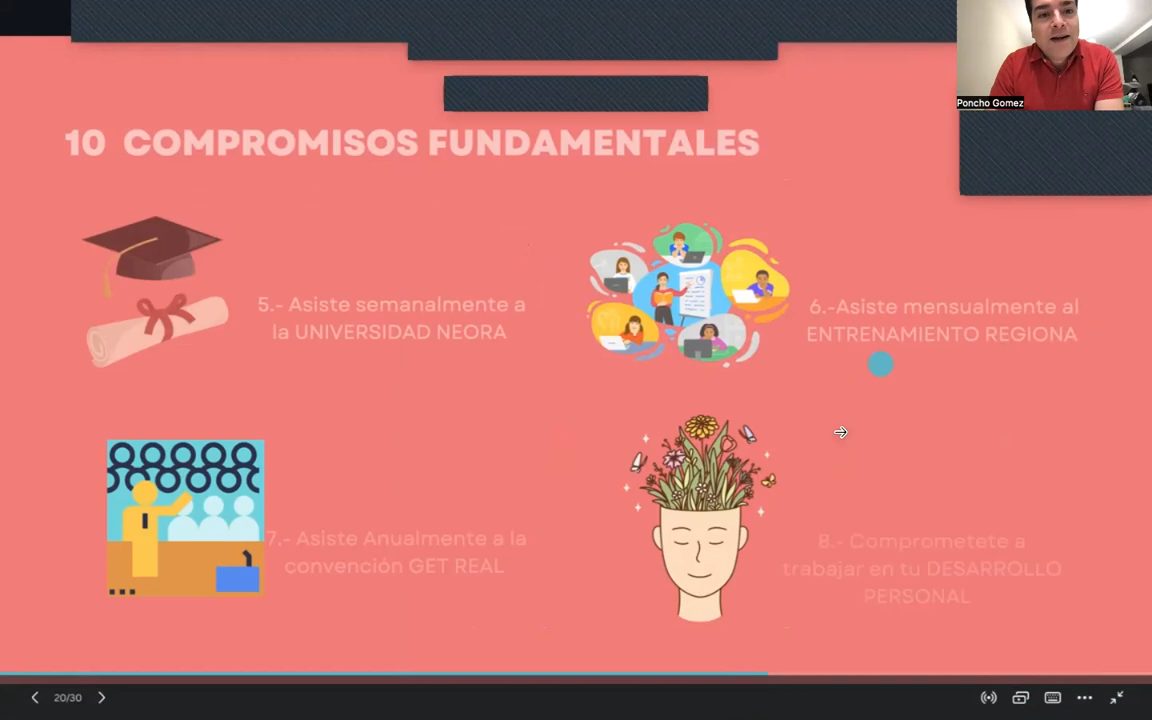 Poncho Gomez
10 COMPROMISOS FUNDAMENTALES
5.- Asiste semanalmente a
la UNIVERSIDAD NEORA
6.-Asiste mensualmente al
ENTRENAMIENTO REGIONA
7.- Asiste Anualmente a la
convención GET REAL
8.- Comprometete a
trabajar en tu DESARROLLO
PERSONAL
20/30